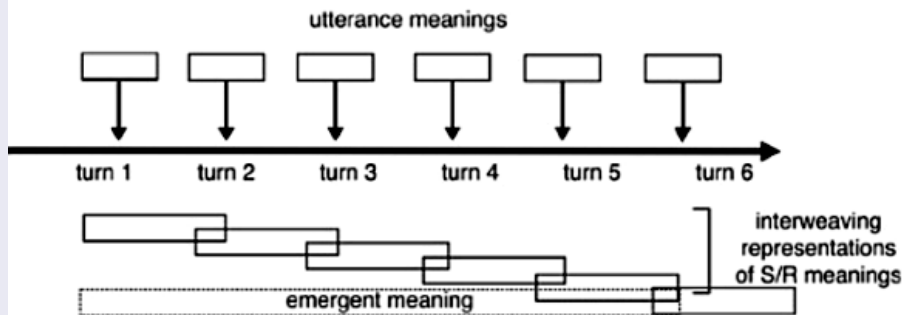 utterance meanings
turn 1 turn 2 turn 3 turn 4 turn 5 turn 6
interweaving
representations
of S/R meanings
emergent meaning